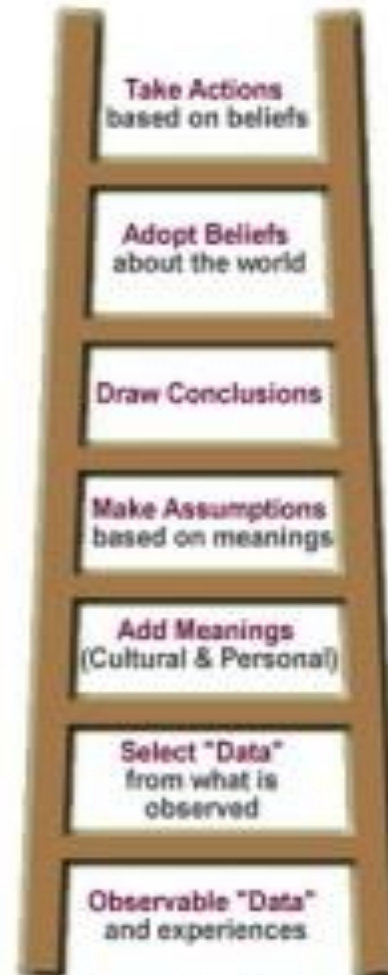 Take Actions
based on beliefs
Adopt Beliefs
about the world
Draw Conclusions
Make Assumptions
based on meanings
Add Meanings
(Cultural & Personal)
Select "Data"
from what is
observed
Observable "Data"
and experiences